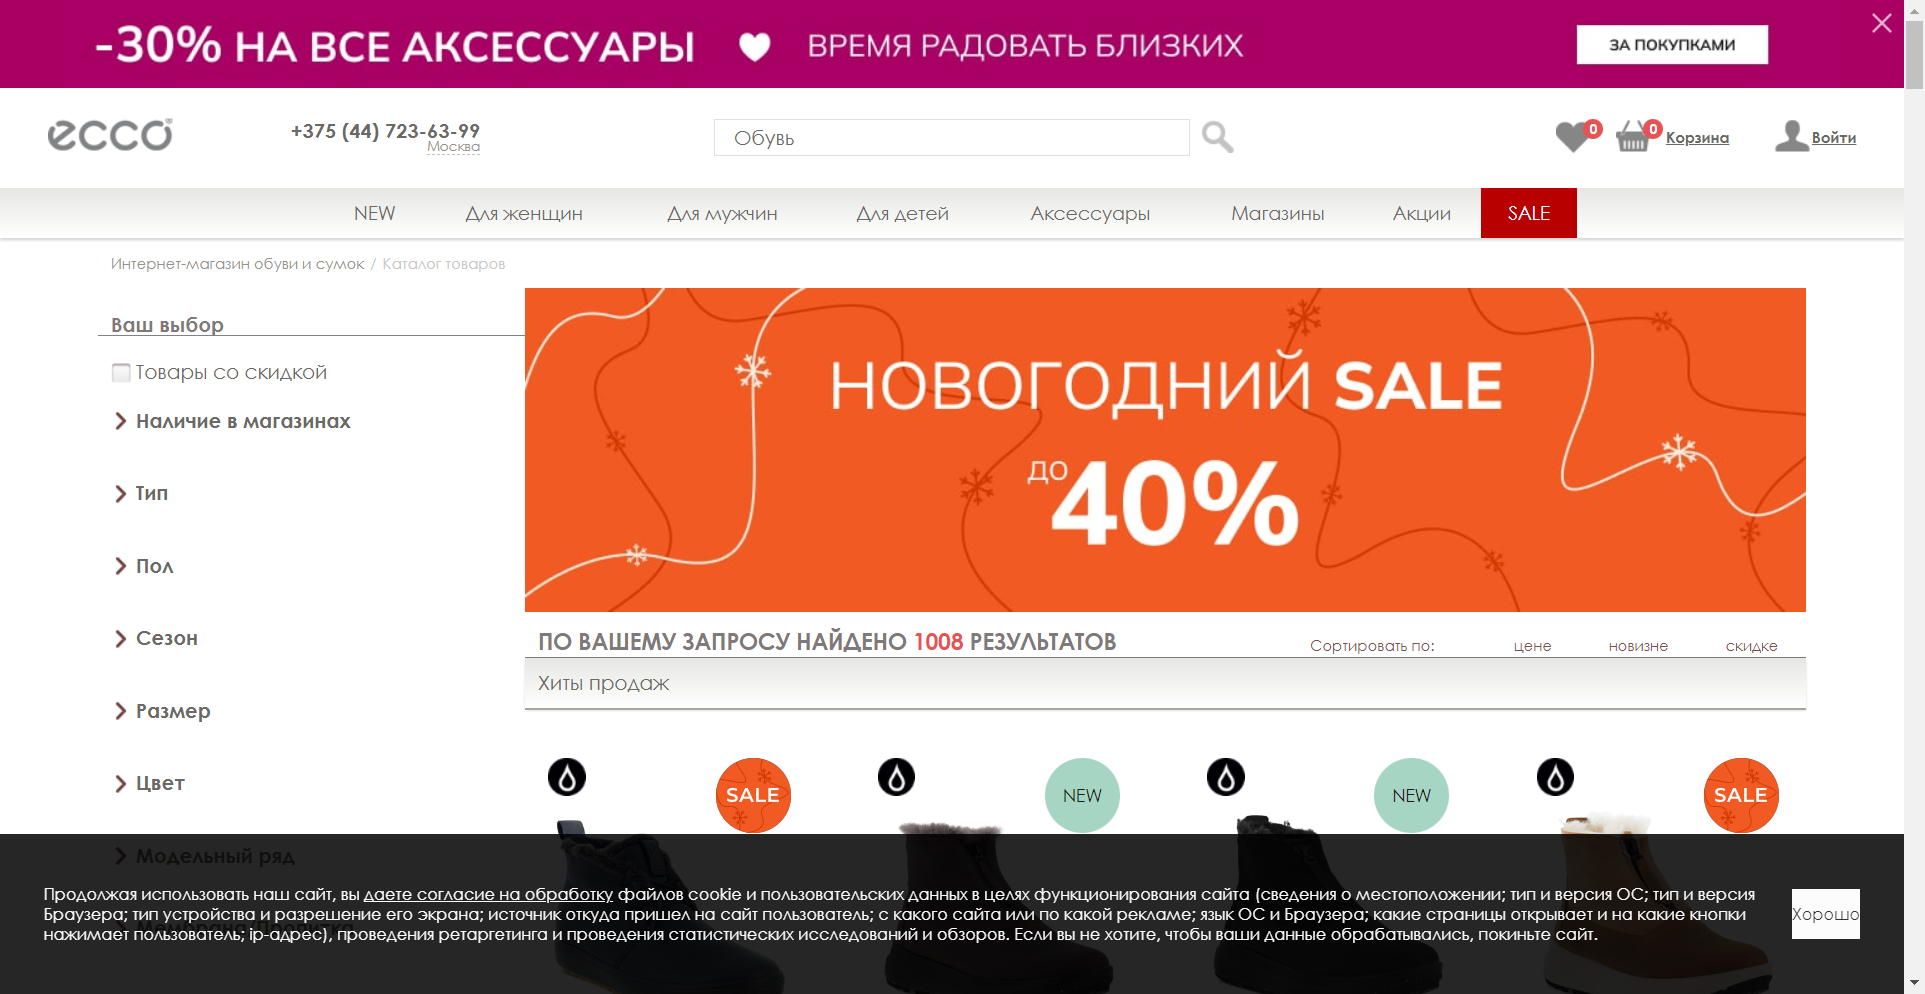 -30% НА ВСЕ АКСЕССУАРЫ ВРЕМЯ РАДОВАТЬ БЛИЗКИХ ЗА ПОКУПКАМИ
ecco
+375 (44) 723-63-99
Москва
Обувь
0
0
Корзина
Войти
NEW Для женщин Для мужчин Для детей Аксессуары Магазины Акции SALE
Интернет-магазин обуви и сумок / Каталог товаров
Ваш выбор
Товары со скидкой
Наличие в магазинах
Тип
Пол
Сезон
Размер
Цвет
Модельный ряд
НОВОГОДНИЙ SALE
ДО 40%
ПО ВАШЕМУ ЗАПРОСУ НАЙДЕНО 1008 РЕЗУЛЬТАТОВ
Сортировать по: цене новизне скидке
Хиты продаж
SALE
NEW
NEW
SALE
Продолжая использовать наш сайт, вы даете согласие на обработку файлов cookie и пользовательских данных в целях функционирования сайта (сведения о местоположении; тип и версия ОС; тип и версия
Браузера; тип устройства и разрешение его экрана; источник откуда пришел на сайт пользователь; с какого сайта или по какой рекламе; язык ОС и Браузера; какие страницы открывает и на какие кнопки
нажимает пользователь; ip-адрес), проведения ретаргетинга и проведения статистических исследований и обзоров. Если вы не хотите, чтобы ваши данные обрабатывались, покиньте сайт.
Хорошо